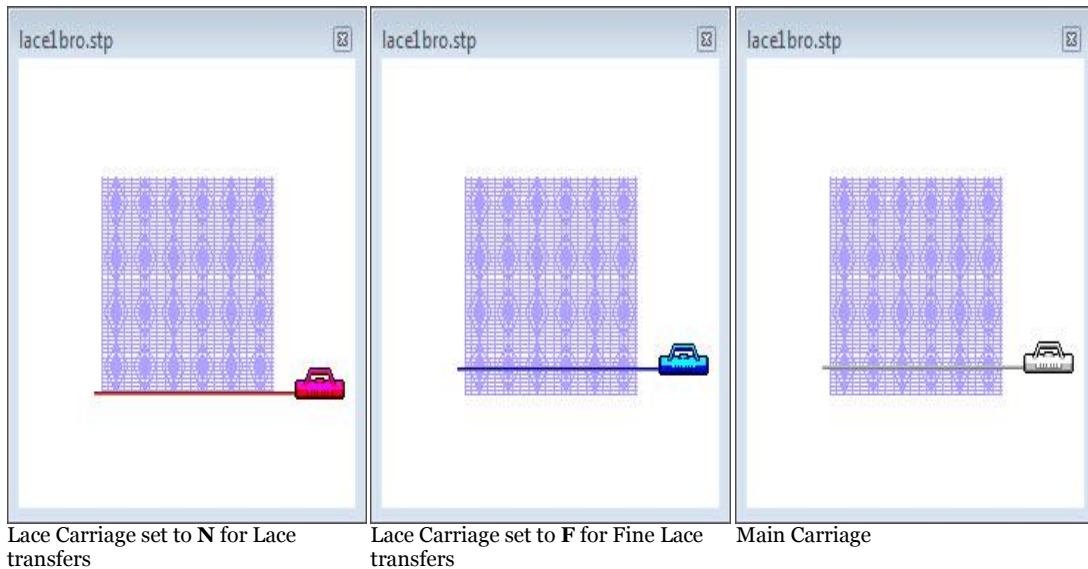 lace1bro.stp
lace1bro.stp
lace1bro.stp
Lace Carriage set to N for Lace
transfers
Lace Carriage set to F for Fine Lace
transfers
Main Carriage